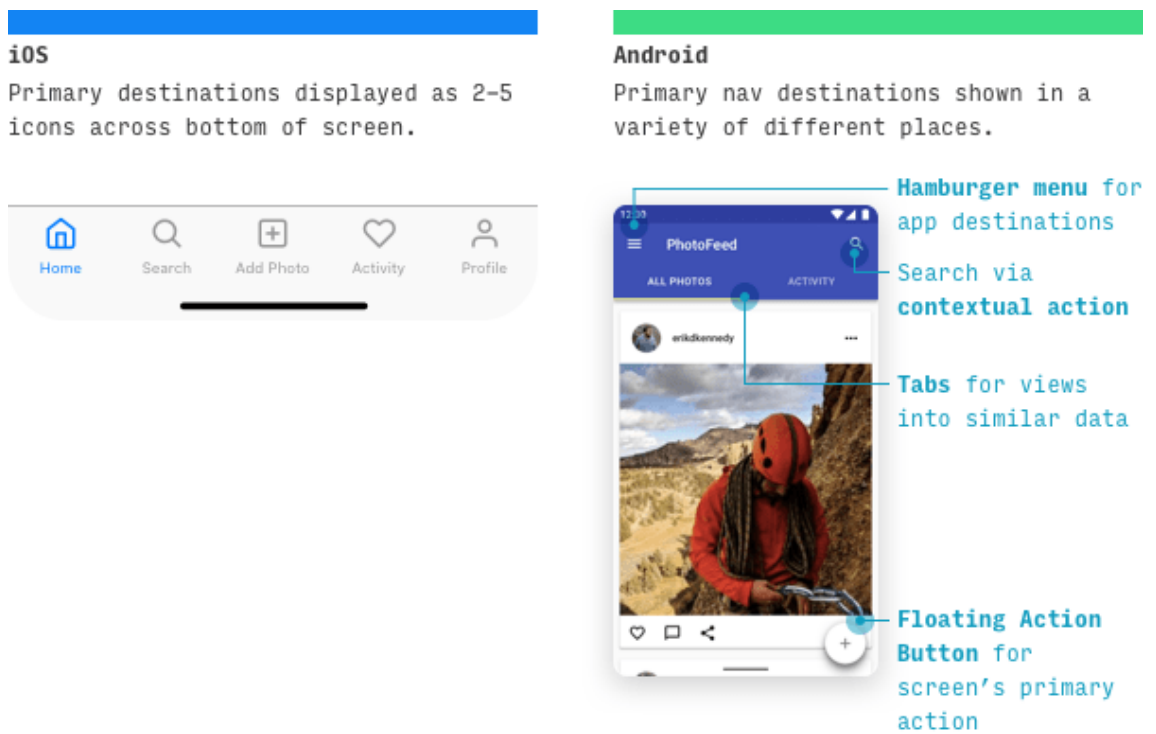 iOS
Primary destinations displayed as 2–5
icons across bottom of screen.
Home
Search
Add Photo
Activity
Profile
Android
Primary nav destinations shown in a
variety of different places.
Hamburger menu for
app destinations
Search via
contextual action
Tabs for views
into similar data
Floating Action
Button for
screen’s primary
action
PhotoFeed
ALL PHOTOS
ACTIVITY
erikdkennedy